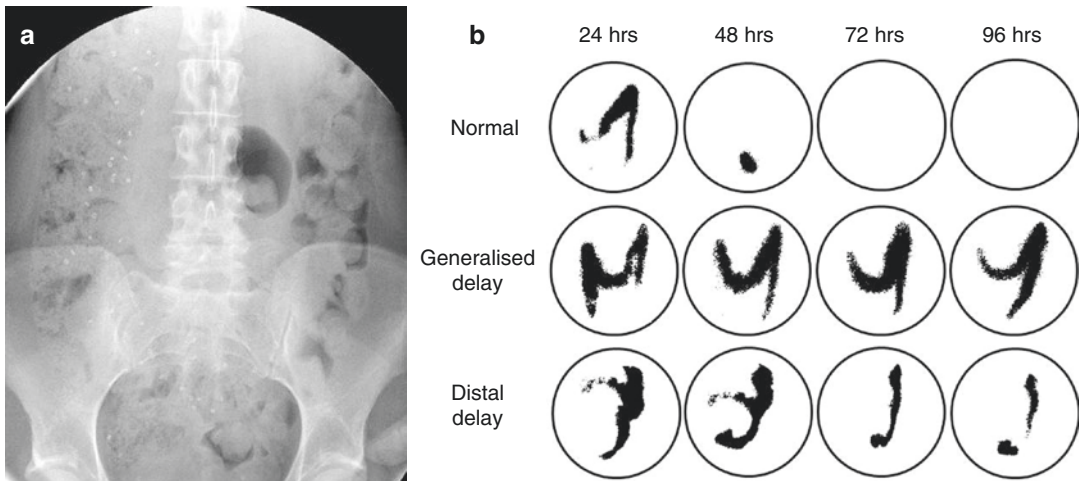 a
b
24 hrs 48 hrs 72 hrs 96 hrs
Normal
Generalised
delay
Distal
delay